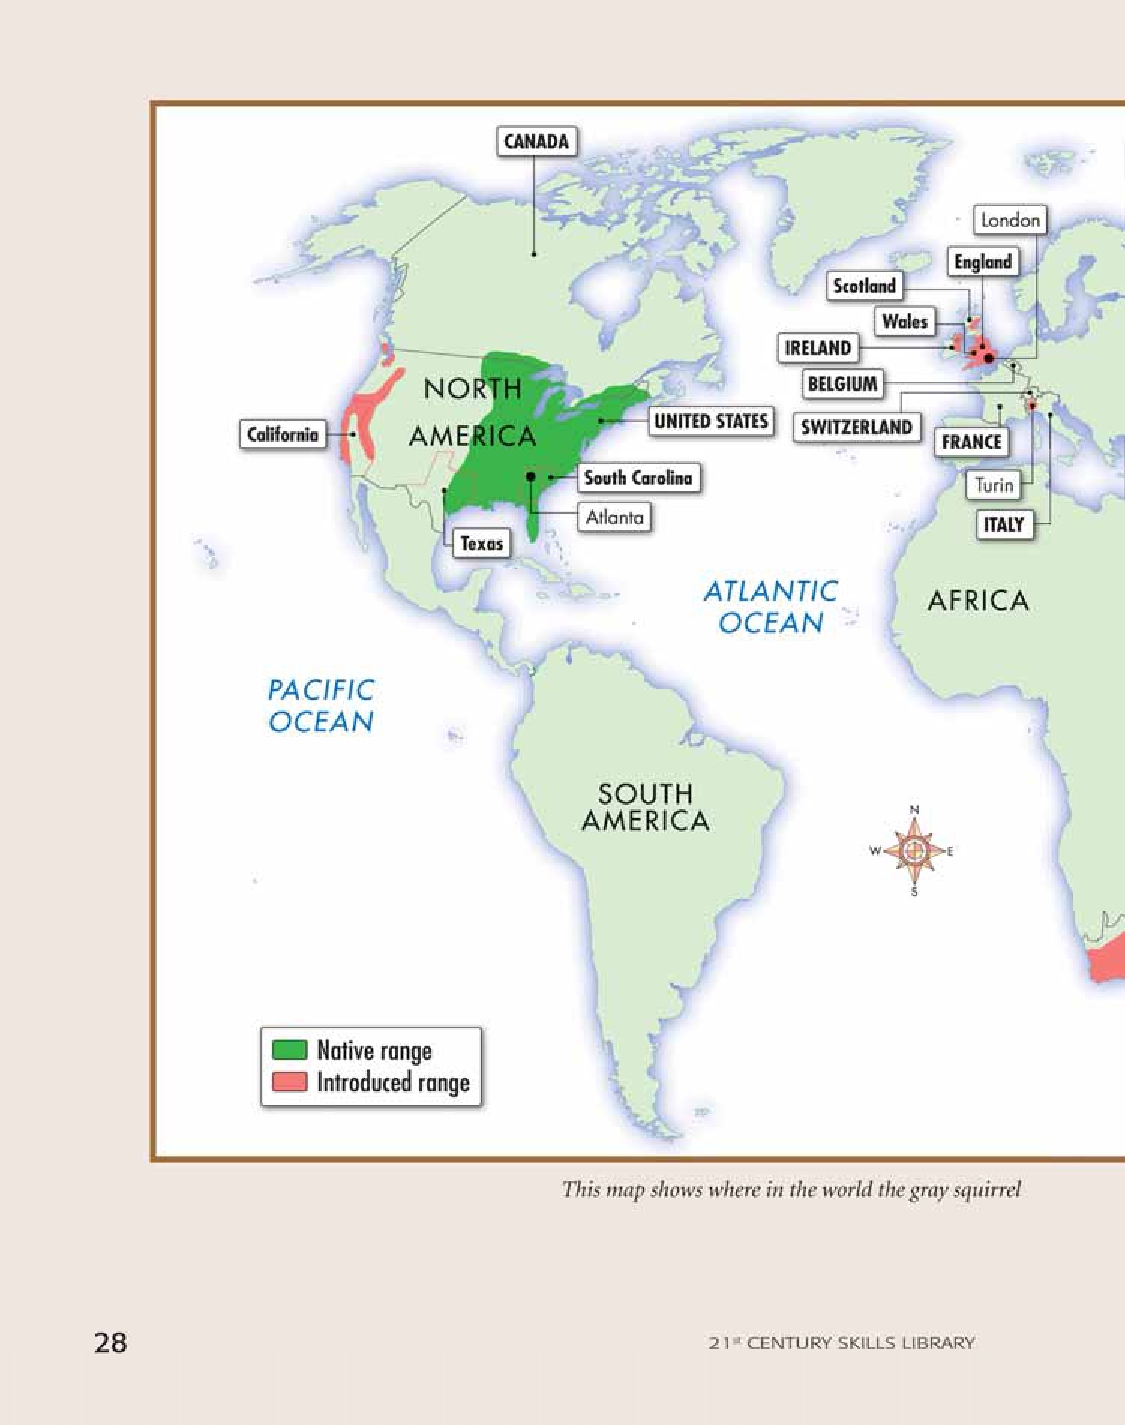 CANADA
London
England
Scotland
Wales
IRELAND
BELGIUM
NORTH
AMERICA
UNITED STATES
SWITZERLAND
California
FRANCE
South Carolina
Turin
Atlanta
ITALY
Texas
ATLANTIC
OCEAN
AFRICA
PACIFIC
OCEAN
SOUTH
AMERICA
N
W
E
S
Native range
Introduced range
This map shows where in the world the gray squirrel
28
21st CENTURY SKILLS LIBRARY